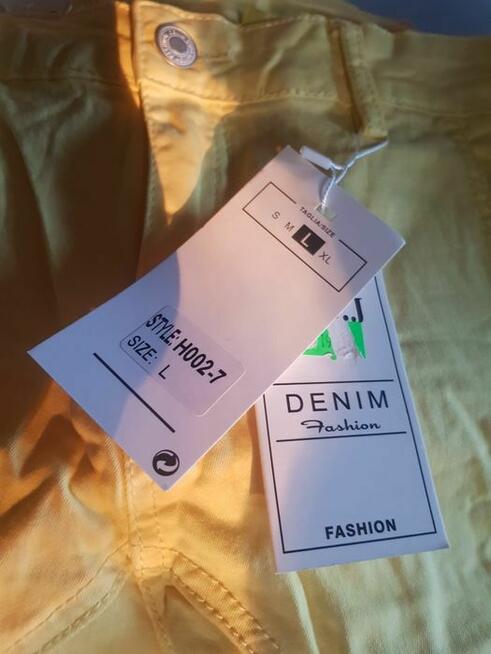 TAGLIA/SIZE
S M L XL
STYLE: H002-7
SIZE: L
DENIM
Fashion
FASHION